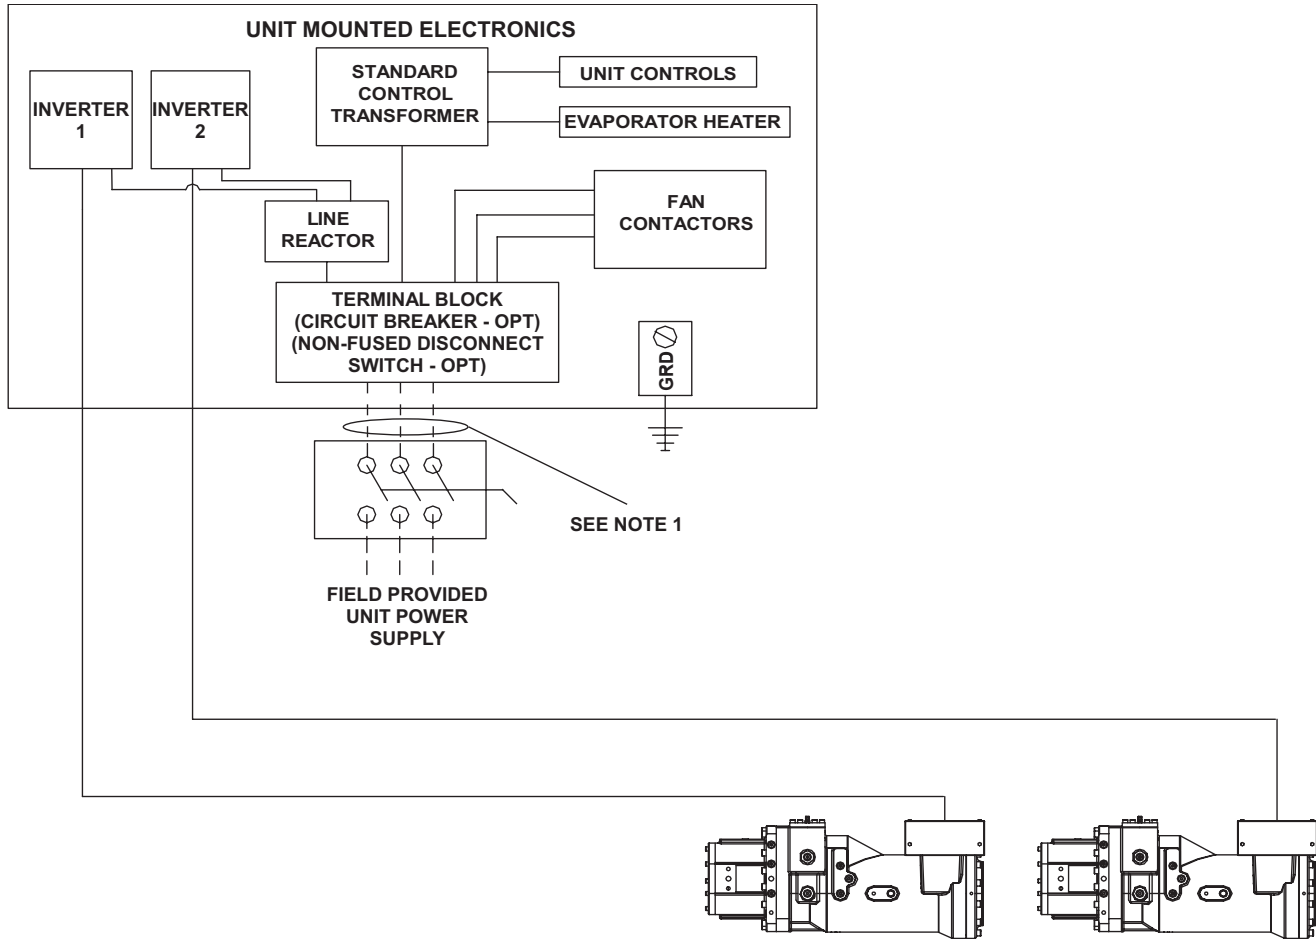 UNIT MOUNTED ELECTRONICS
INVERTER
1
INVERTER
2
STANDARD
CONTROL
TRANSFORMER
UNIT CONTROLS
EVAPORATOR HEATER
FAN
CONTACTORS
LINE
REACTOR
TERMINAL BLOCK
(CIRCUIT BREAKER - OPT)
(NON-FUSED DISCONNECT
SWITCH - OPT)
GRD
SEE NOTE 1
FIELD PROVIDED
UNIT POWER
SUPPLY